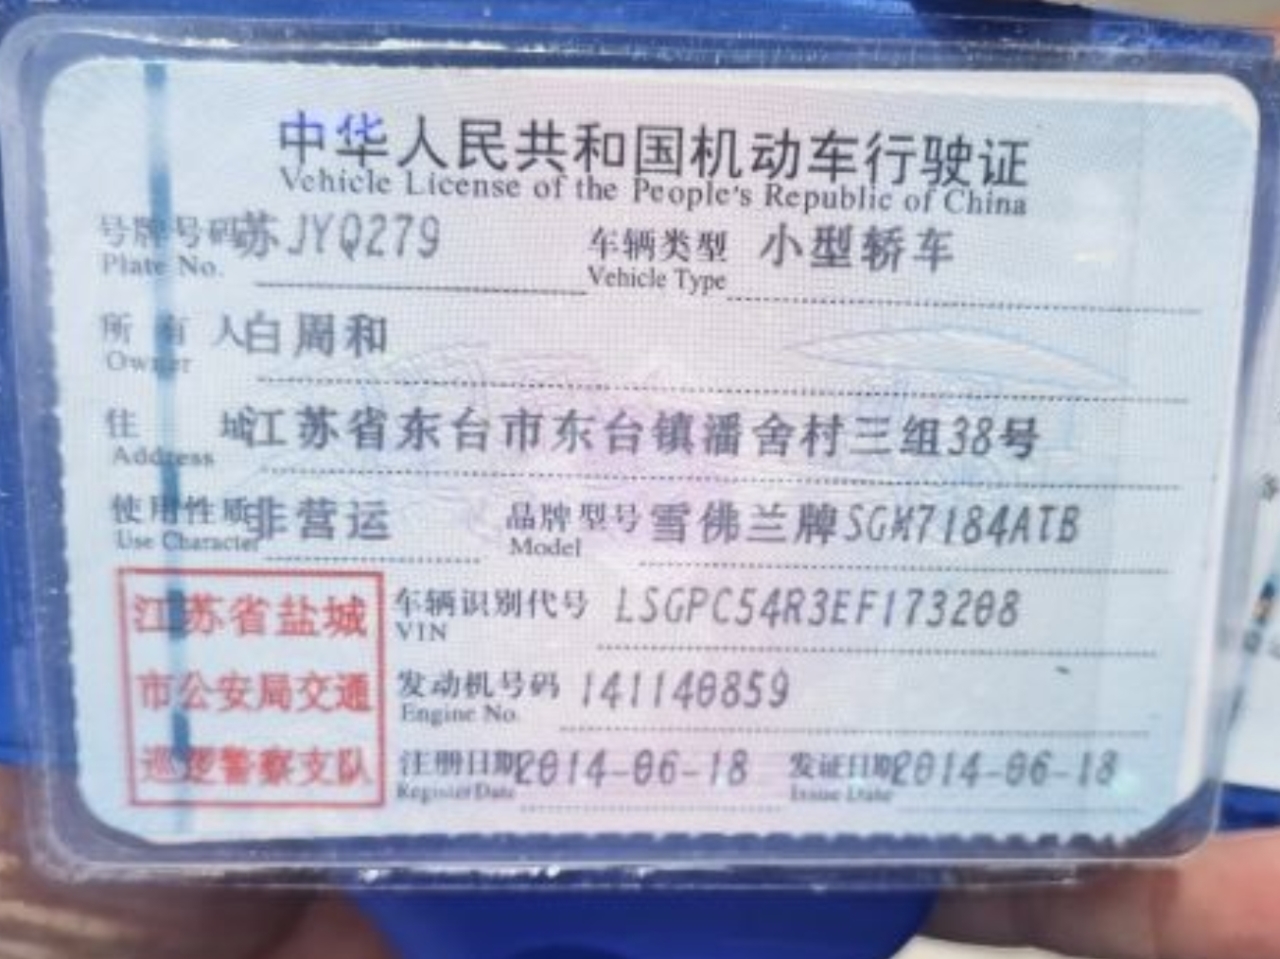 中华人民共和国机动车行驶证
Vehicle License of the People's Republic of China
号牌号码 苏JYQ279 车辆类型 小型轿车
Plate No. Vehicle Type
所有人 白周和
Owner
住 江苏省东台市东台镇潘舍村三组38号
Address
使用性质 非营运 品牌型号 雪佛兰牌SGM7184ATB
Use Character Model
江苏省盐城
市公安局交通
巡逻警察支队
车辆识别代号 LSGPC54R3EF173208
VIN
发动机号码 141140859
Engine No.
注册日期 2014-06-18 发证日期 2014-06-18
Register Date Issue Date